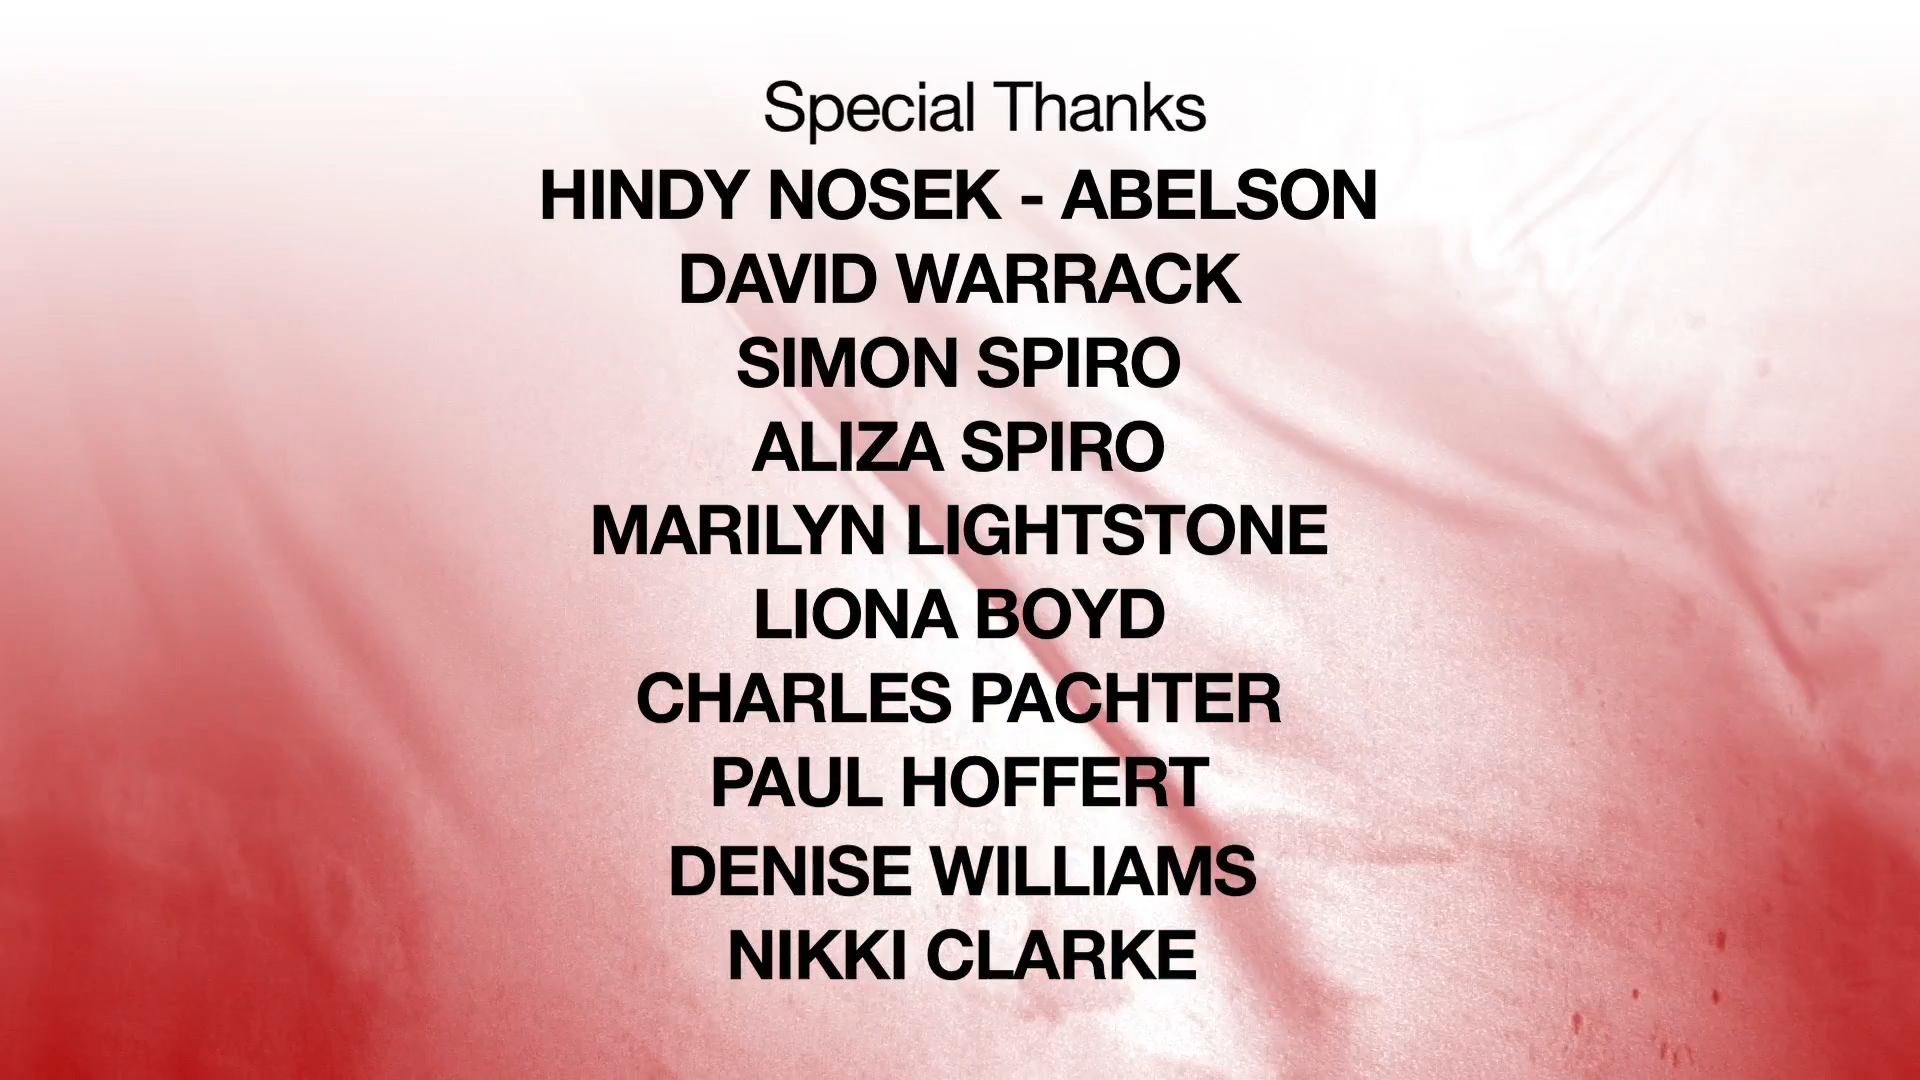 Special Thanks
HINDY NOSEK - ABELSON
DAVID WARRACK
SIMON SPIRO
ALIZA SPIRO
MARILYN LIGHTSTONE
LIONA BOYD
CHARLES PACHTER
PAUL HOFFERT
DENISE WILLIAMS
NIKKI CLARKE